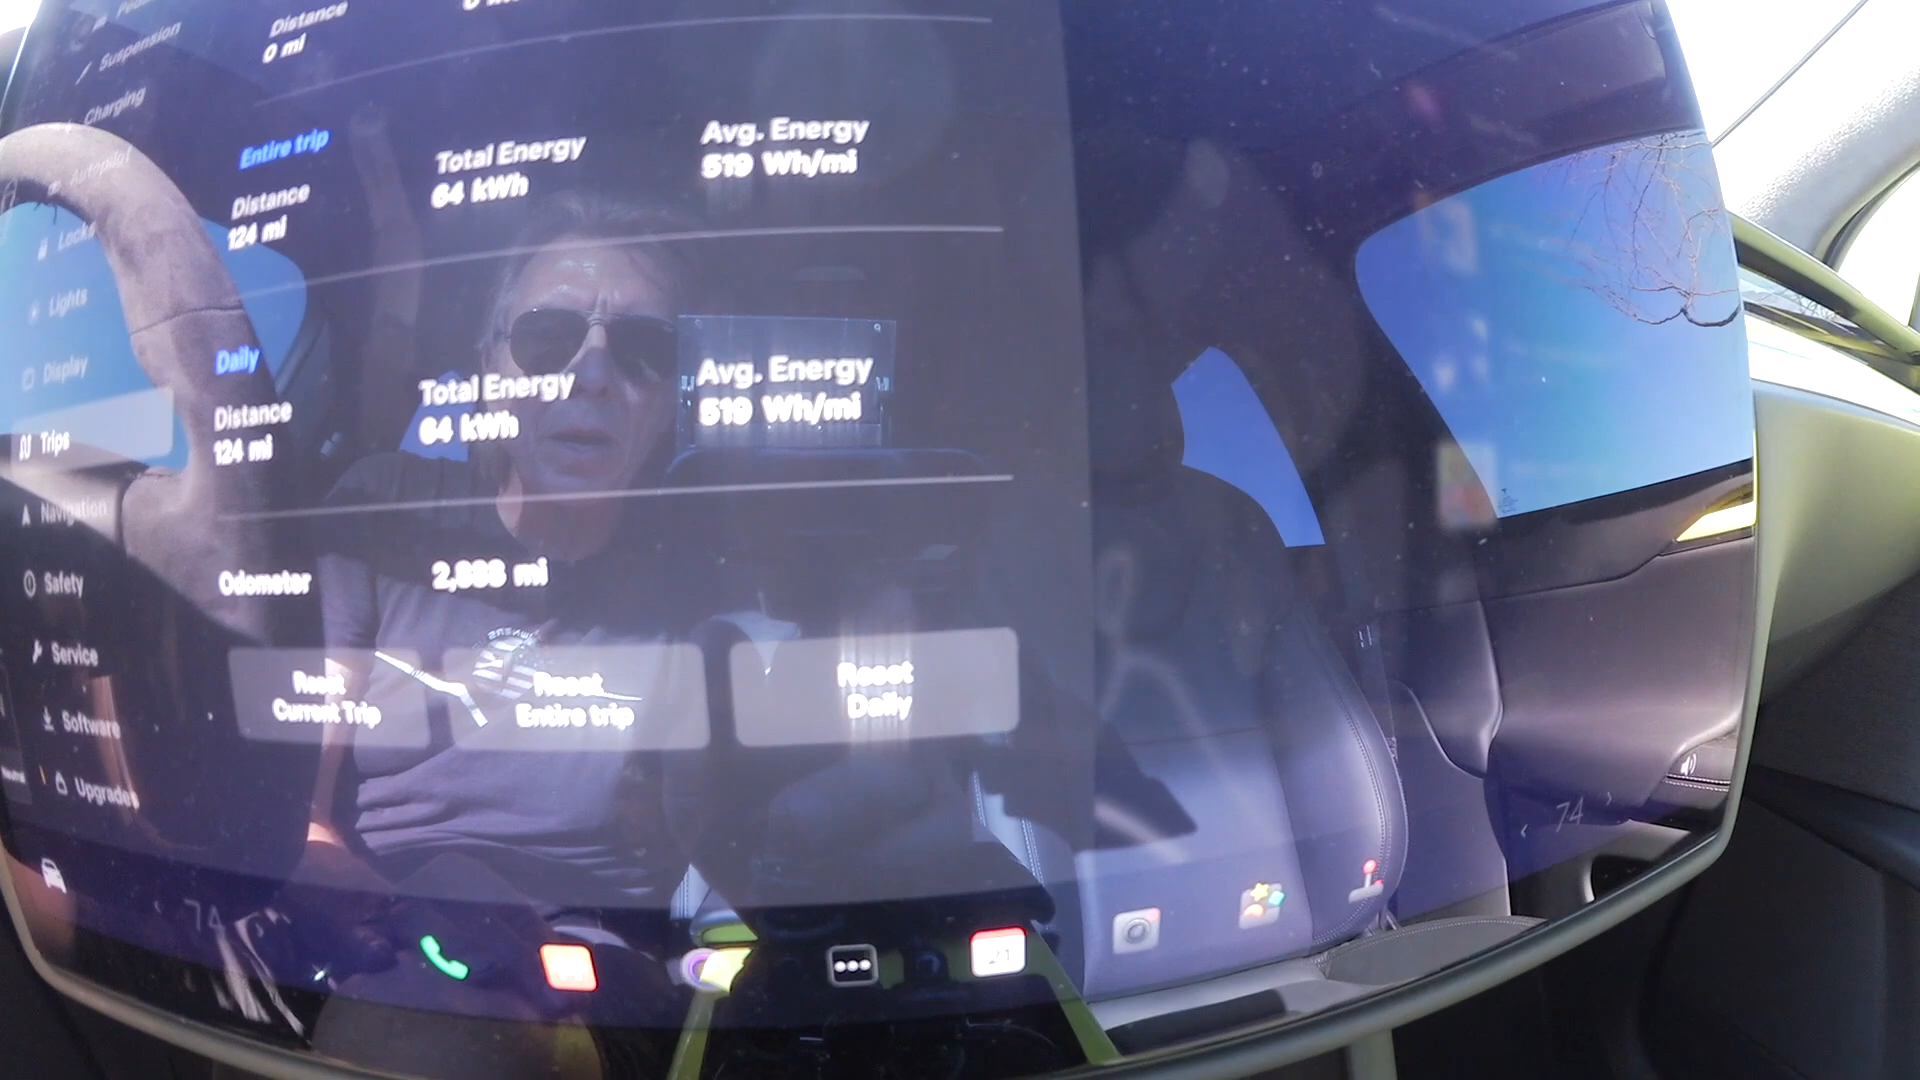 Suspension
Distance
0 mi
Charging
Autopilot
Entire trip
Total Energy
64 kWh
Avg. Energy
519 Wh/mi
Distance
124 mi
Locks
Lights
Display
Daily
Total Energy
64 kWh
Avg. Energy
519 Wh/mi
Distance
124 mi
Trips
Navigation
Safety
Odometer
2,888 mi
Service
Reset
Current Trip
Reset
Entire trip
Reset
Daily
Software
Upgrades
74
74
21